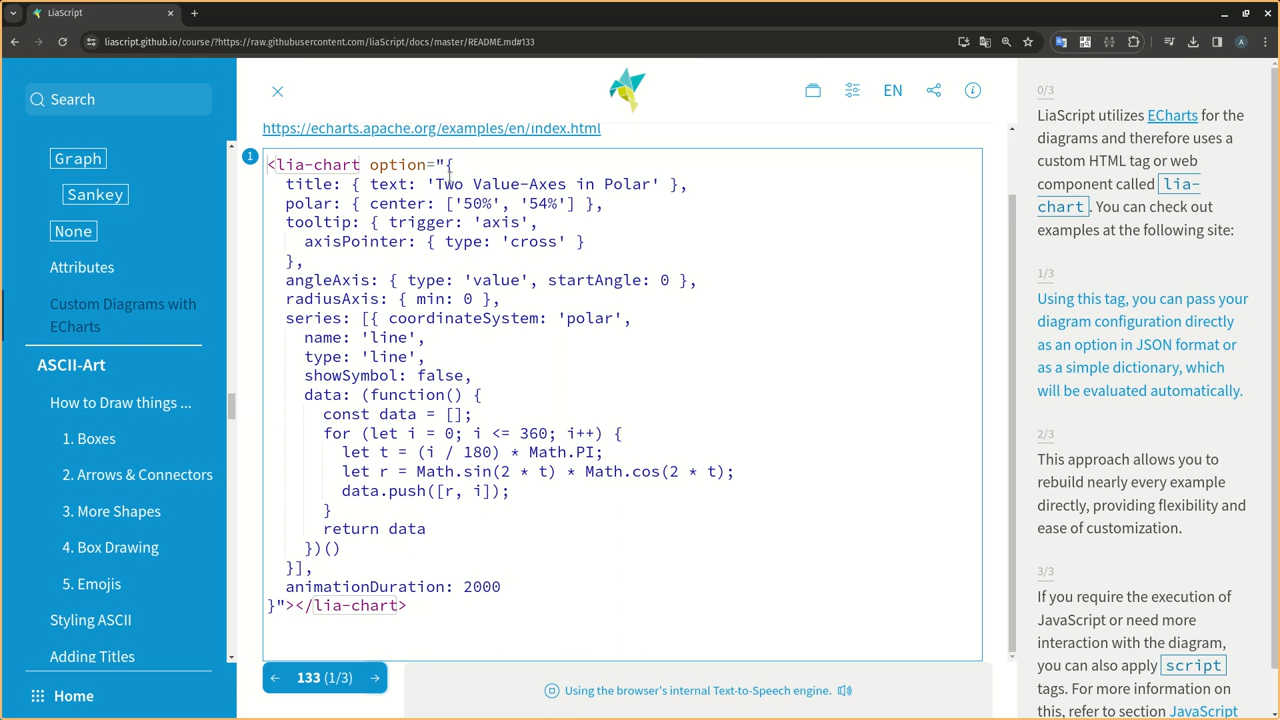 LiaScript
liascript.github.io/course/?https://raw.githubusercontent.com/liaScript/docs/master/README.md#133
A
Search
Graph
Sankey
None
Attributes
Custom Diagrams with
ECharts
ASCII-Art
How to Draw things ...
1. Boxes
2. Arrows & Connectors
3. More Shapes
4. Box Drawing
5. Emojis
Styling ASCII
Adding Titles
Home
EN
https://echarts.apache.org/examples/en/index.html
1
<lia-chart option="{
title: { text: 'Two Value-Axes in Polar' },
polar: { center: ['50%', '54%'] },
tooltip: { trigger: 'axis',
axisPointer: { type: 'cross' }
},
angleAxis: { type: 'value', startAngle: 0 },
radiusAxis: { min: 0 },
series: [{ coordinateSystem: 'polar',
name: 'line',
type: 'line',
showSymbol: false,
data: (function() {
const data = [];
for (let i = 0; i <= 360; i++) {
let t = (i / 180) * Math.PI;
let r = Math.sin(2 * t) * Math.cos(2 * t);
data.push([r, i]);
}
return data
})()
}],
animationDuration: 2000
}"></lia-chart>
← 133 (1/3) →
Using the browser's internal Text-to-Speech engine.
0/3
LiaScript utilizes ECharts for the
diagrams and therefore uses a
custom HTML tag or web
component called lia-
chart. You can check out
examples at the following site:
1/3
Using this tag, you can pass your
diagram configuration directly
as an option in JSON format or
as a simple dictionary, which
will be evaluated automatically.
2/3
This approach allows you to
rebuild nearly every example
directly, providing flexibility and
ease of customization.
3/3
If you require the execution of
JavaScript or need more
interaction with the diagram,
you can also apply script
tags. For more information on
this, refer to section JavaScript